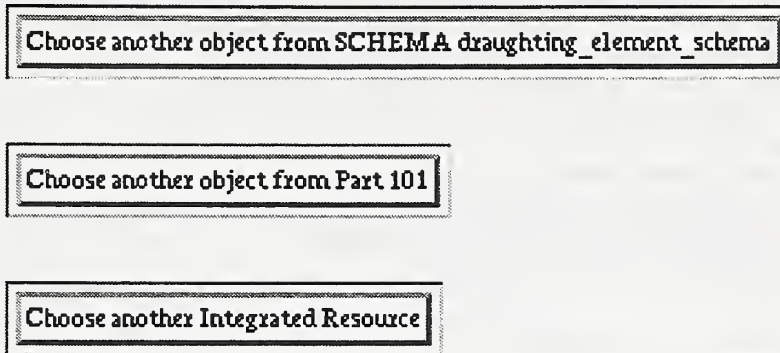 Choose another object from SCHEMA draughting_element_schema
Choose another object from Part 101
Choose another Integrated Resource